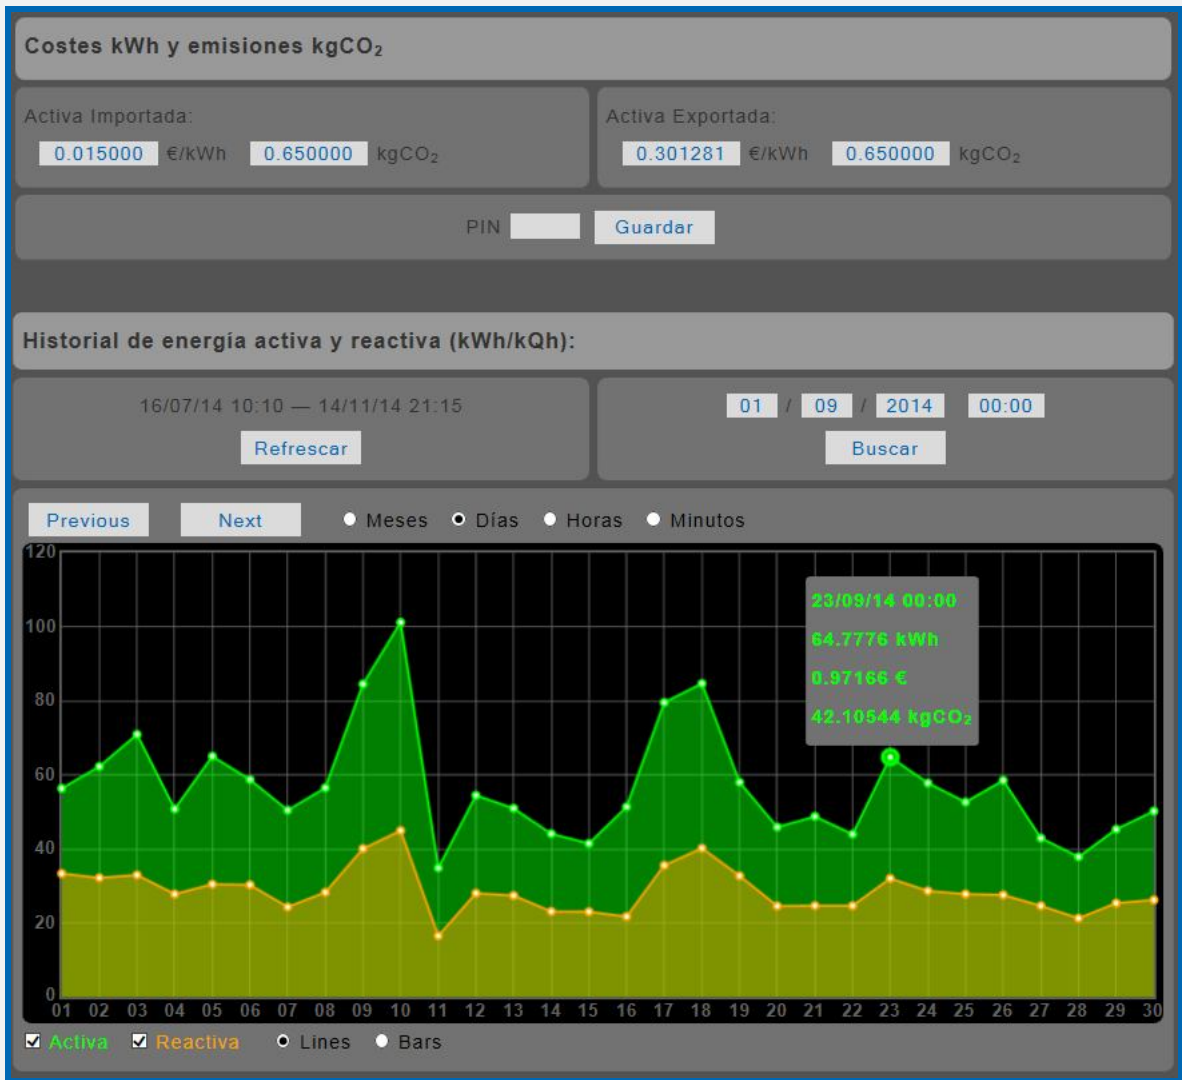 Costes kWh y emisiones kgCO₂
Activa Importada:
0.015000 €/kWh 0.650000 kgCO₂
Activa Exportada:
0.301281 €/kWh 0.650000 kgCO₂
PIN Guardar
Historial de energía activa y reactiva (kWh/kQh):
16/07/14 10:10 — 14/11/14 21:15
Refrescar
01 / 09 / 2014 00:00
Buscar
Previous Next Meses Días Horas Minutos
120
100
80
60
40
20
0
23/09/14 00:00
64.7776 kWh
0.97166 €
42.10544 kgCO₂
01 02 03 04 05 06 07 08 09 10 11 12 13 14 15 16 17 18 19 20 21 22 23 24 25 26 27 28 29 30
Activa Reactiva Lines Bars